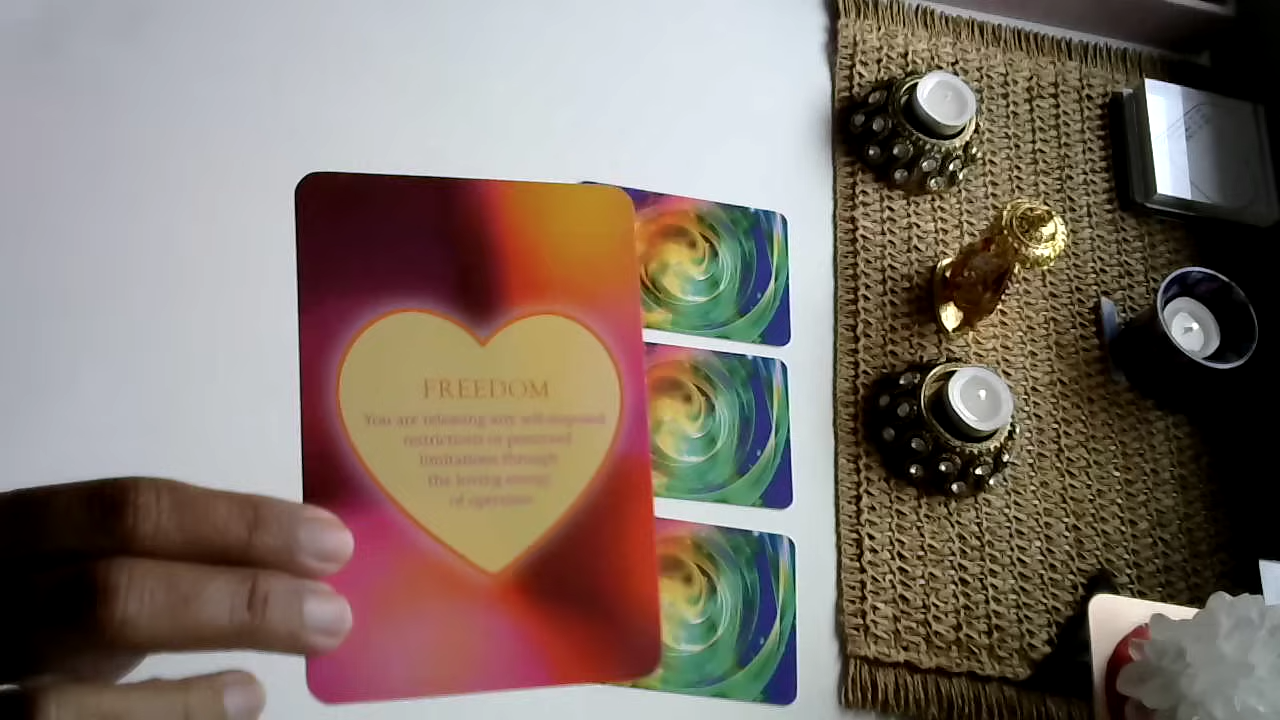 FREEDOM
You are releasing any self-imposed
restrictions or perceived
limitations through
the loving energy
of